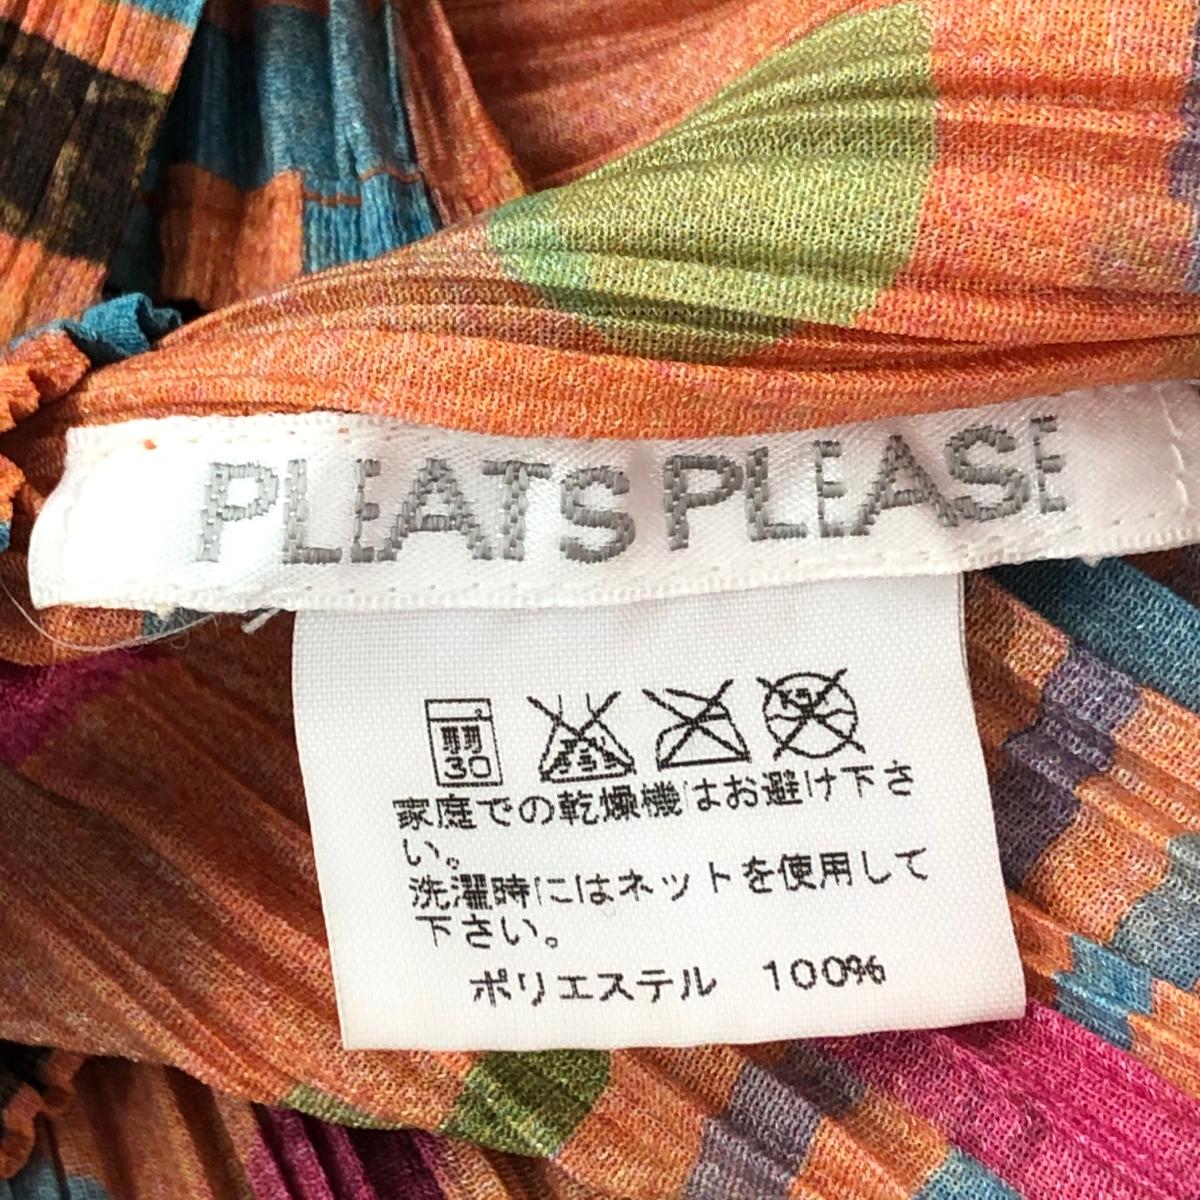 PLEATS PLEASE
弱
30
家庭での乾燥機はお避け下さ
い。
洗濯時にはネットを使用して
下さい。
ポリエステル 100%